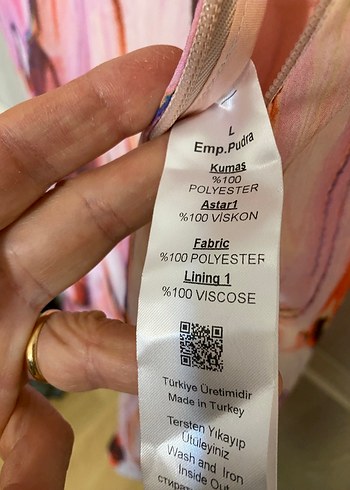 L
Emp.Pudra
Kumaş
%100
POLYESTER
Astar1
%100 VİSKON
Fabric
%100 POLYESTER
Lining 1
%100 VISCOSE
Türkiye Üretimidir
Made in Turkey
Tersten Yıkayıp
Ütüleyiniz
Wash and Iron
Inside Out